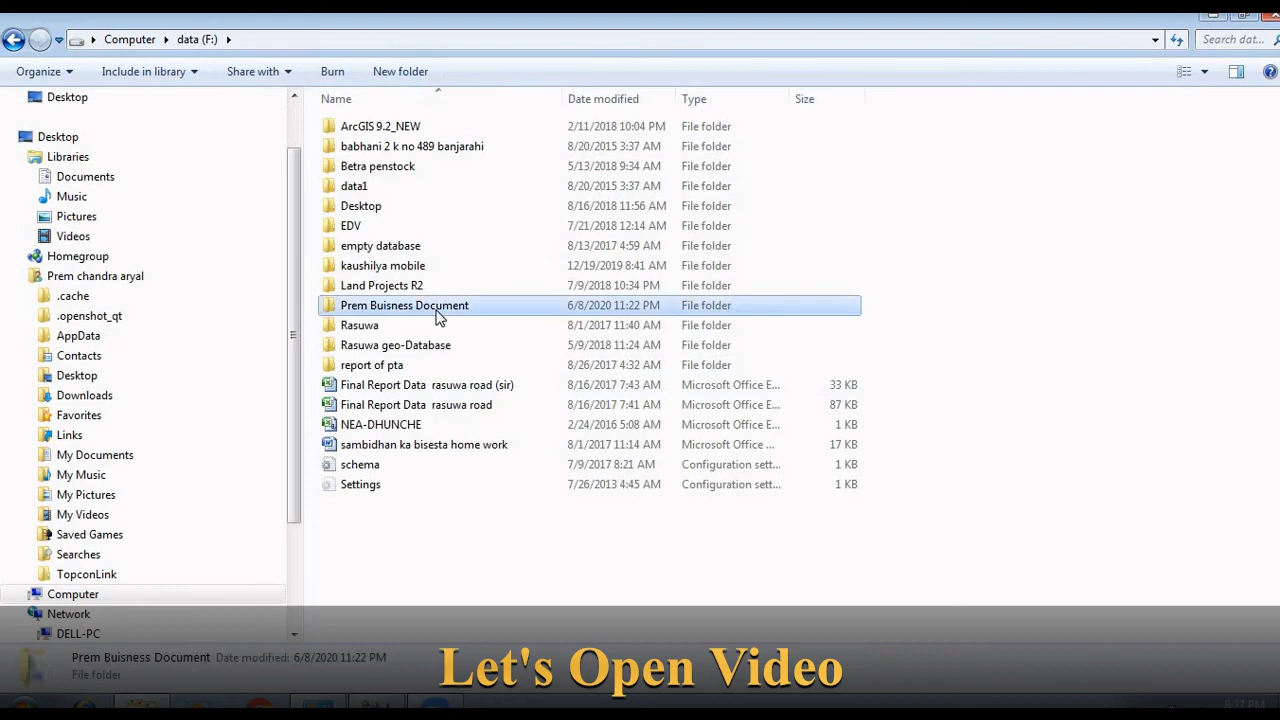 Computer data (F:) Search dat...
Organize Include in library Share with Burn New folder
Desktop
Desktop
Libraries
Documents
Music
Pictures
Videos
Homegroup
Prem chandra aryal
.cache
.openshot_qt
AppData
Contacts
Desktop
Downloads
Favorites
Links
My Documents
My Music
My Pictures
My Videos
Saved Games
Searches
TopconLink
Computer
Network
DELL-PC
Name Date modified Type Size
ArcGIS 9.2_NEW 2/11/2018 10:04 PM File folder
babhani 2 k no 489 banjarahi 8/20/2015 3:37 AM File folder
Betra penstock 5/13/2018 9:34 AM File folder
data1 8/20/2015 3:37 AM File folder
Desktop 8/16/2018 11:56 AM File folder
EDV 7/21/2018 12:14 AM File folder
empty database 8/13/2017 4:59 AM File folder
kaushilya mobile 12/19/2019 8:41 AM File folder
Land Projects R2 7/9/2018 10:34 PM File folder
Prem Buisness Document 6/8/2020 11:22 PM File folder
Rasuwa 8/1/2017 11:40 AM File folder
Rasuwa geo-Database 5/9/2018 11:24 AM File folder
report of pta 8/26/2017 4:32 AM File folder
Final Report Data rasuwa road (sir) 8/16/2017 7:43 AM Microsoft Office E... 33 KB
Final Report Data rasuwa road 8/16/2017 7:41 AM Microsoft Office E... 87 KB
NEA-DHUNCHE 2/24/2016 5:08 AM Microsoft Office E... 1 KB
sambidhan ka bisesta home work 8/1/2017 11:14 AM Microsoft Office ... 17 KB
schema 7/9/2017 8:21 AM Configuration sett... 1 KB
Settings 7/26/2013 4:45 AM Configuration sett... 1 KB
Prem Buisness Document Date modified: 6/8/2020 11:22 PM
File folder
Let's Open Video
8:27 PM